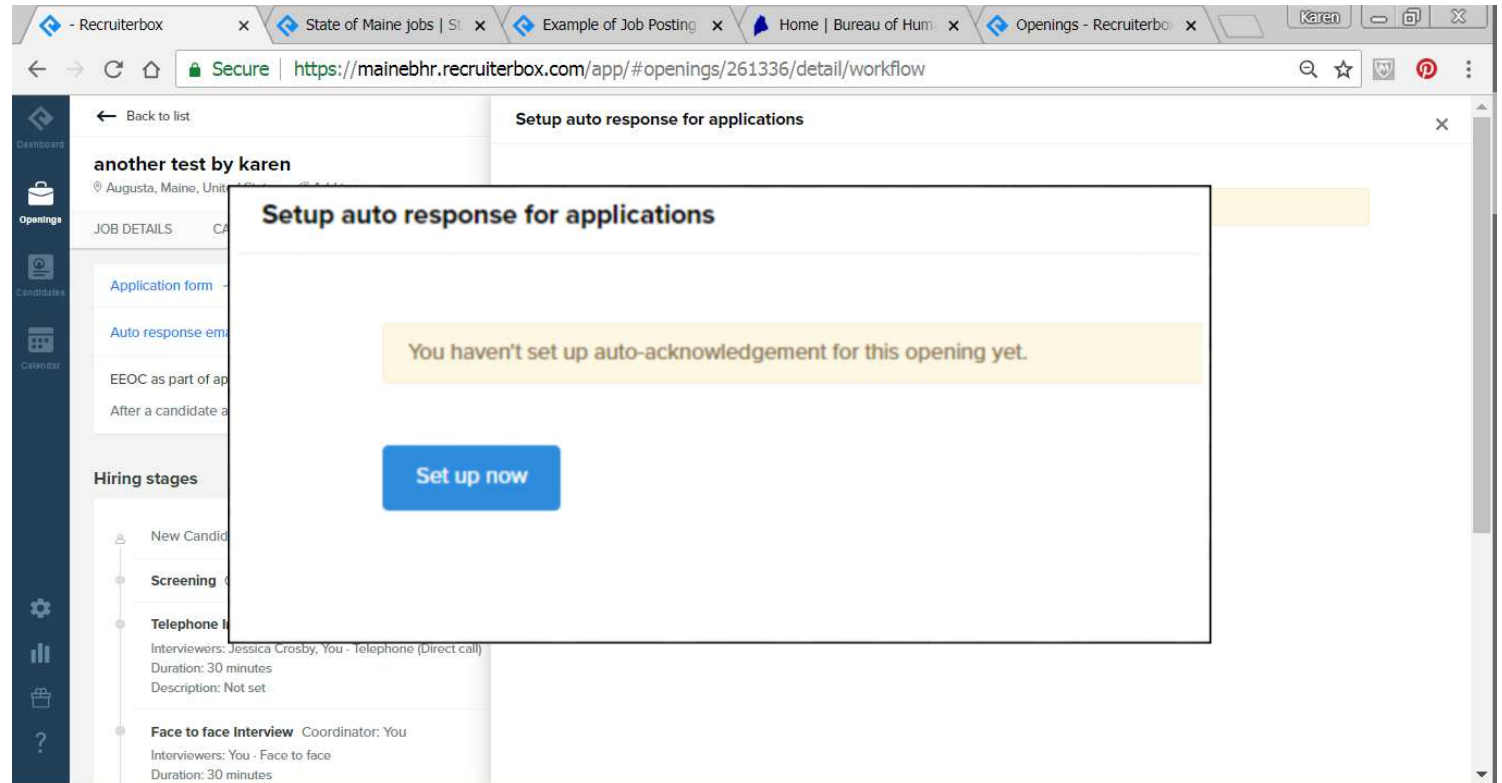 - Recruiterbox
State of Maine jobs | St
Example of Job Posting
Home | Bureau of Hum
Openings - Recruiterbo
Karen
Secure | https://mainebhr.recruiterbox.com/app/#openings/261336/detail/workflow
Dashboard
Openings
Candidates
Calendar
?
← Back to list
another test by karen
Augusta, Maine,
JOB DETAILS
Application form
Auto response
EEOC as part of
After a candidate
Hiring stages
New
Screening
Telephone
Interviewers: Jessica Crosby, You - Telephone (Direct call)
Duration: 30 minutes
Description: Not set
Face to face Interview Coordinator: You
Interviewers: You - Face to face
Duration: 30 minutes
Setup auto response for applications
Setup auto response for applications
You haven't set up auto-acknowledgement for this opening yet.
Set up now